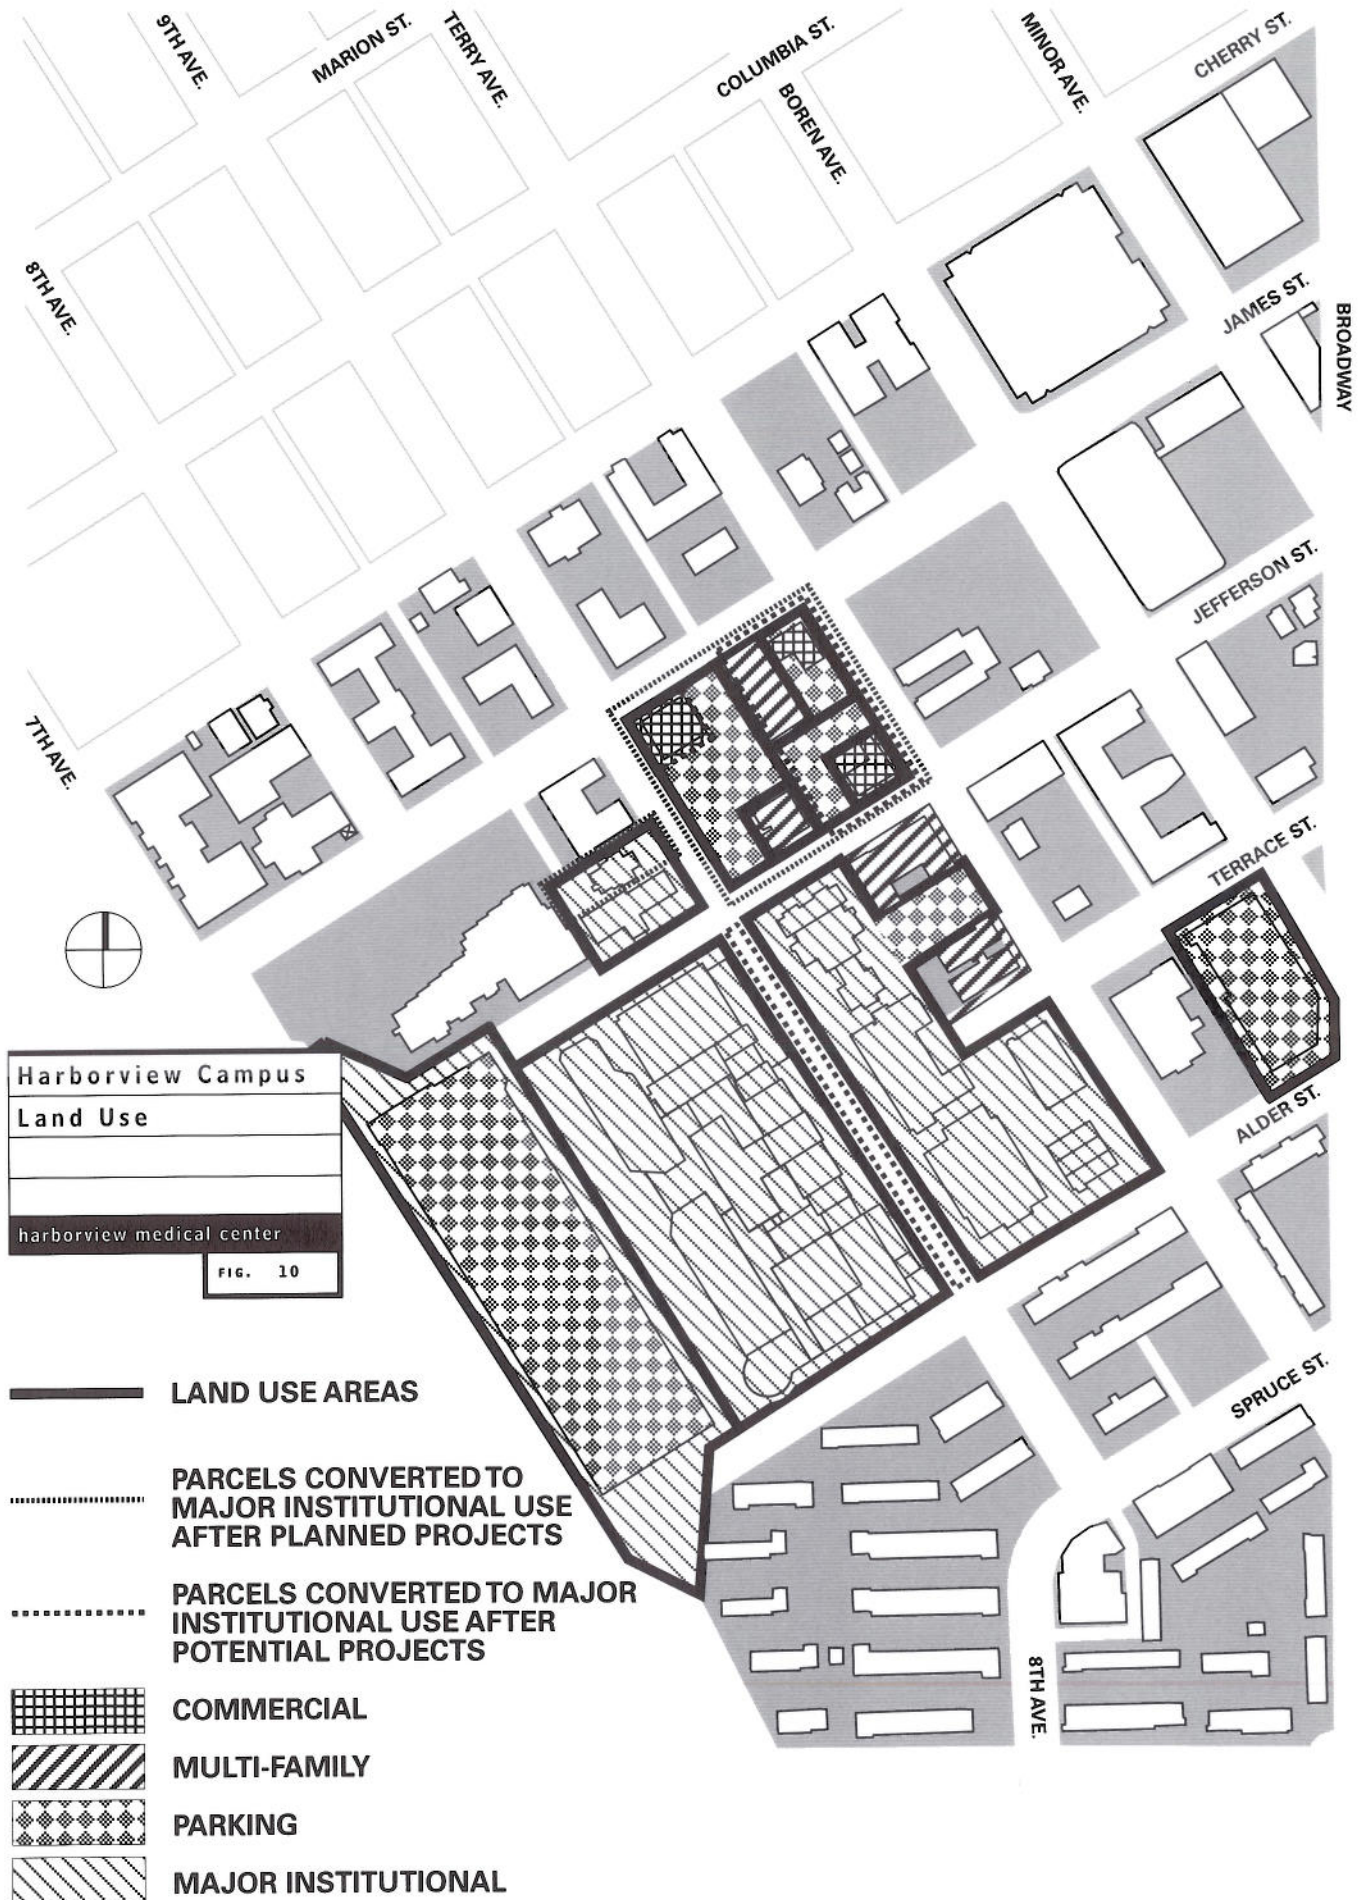 9TH AVE.
MARION ST.
TERRY AVE.
COLUMBIA ST.
BOREN AVE.
MINOR AVE.
CHERRY ST.
8TH AVE.
JAMES ST.
BROADWAY
JEFFERSON ST.
7TH AVE.
TERRACE ST.
ALDER ST.
SPRUCE ST.
8TH AVE.
Harborview Campus
Land Use
harborview medical center
FIG. 10
LAND USE AREAS
PARCELS CONVERTED TO
MAJOR INSTITUTIONAL USE
AFTER PLANNED PROJECTS
PARCELS CONVERTED TO MAJOR
INSTITUTIONAL USE AFTER
POTENTIAL PROJECTS
COMMERCIAL
MULTI-FAMILY
PARKING
MAJOR INSTITUTIONAL